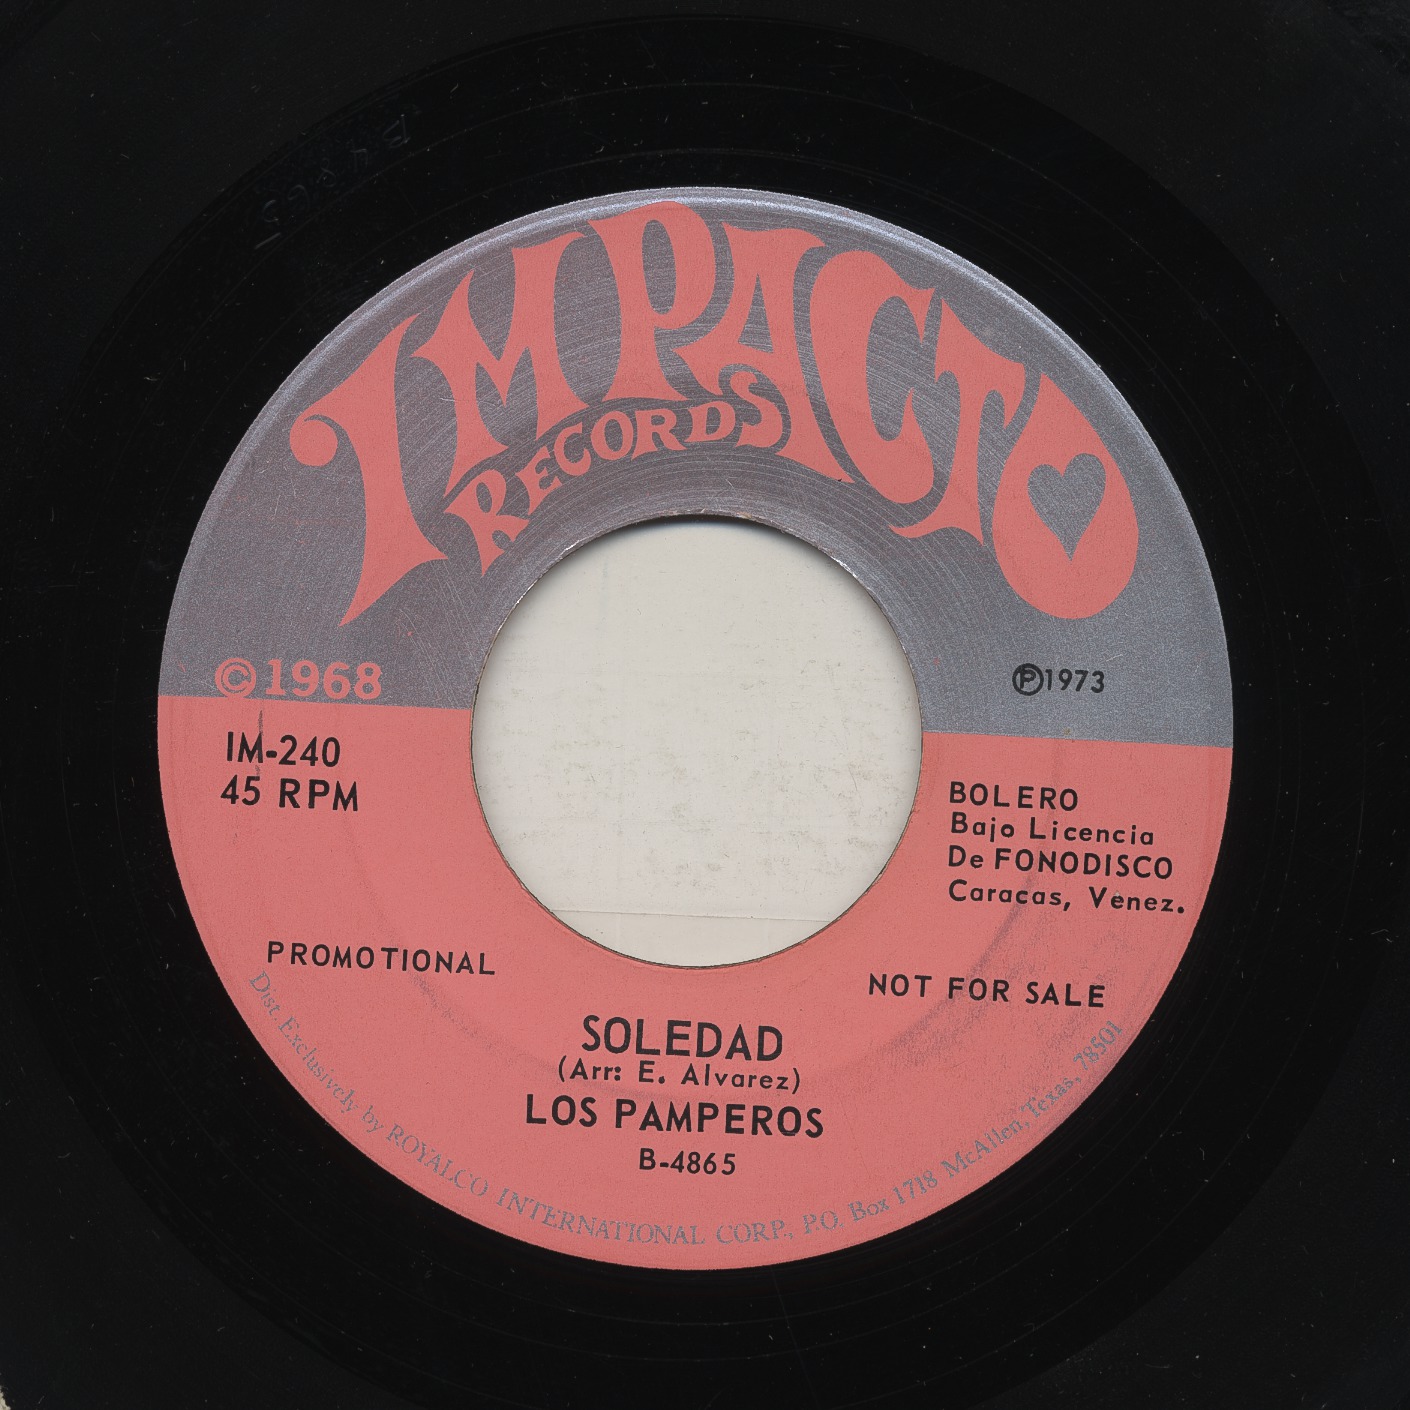 IMPACTO
RECORDS
©1968
℗1973
IM-240
45 RPM
BOLERO
Bajo Licencia
De FONODISCO
Caracas, Venez.
PROMOTIONAL
NOT FOR SALE
SOLEDAD
(Arr: E. Alvarez)
LOS PAMPEROS
B-4865
Dist. Exclusively by ROYALCO INTERNATIONAL CORP., P.O. Box 1718 McAllen, Texas, 78501